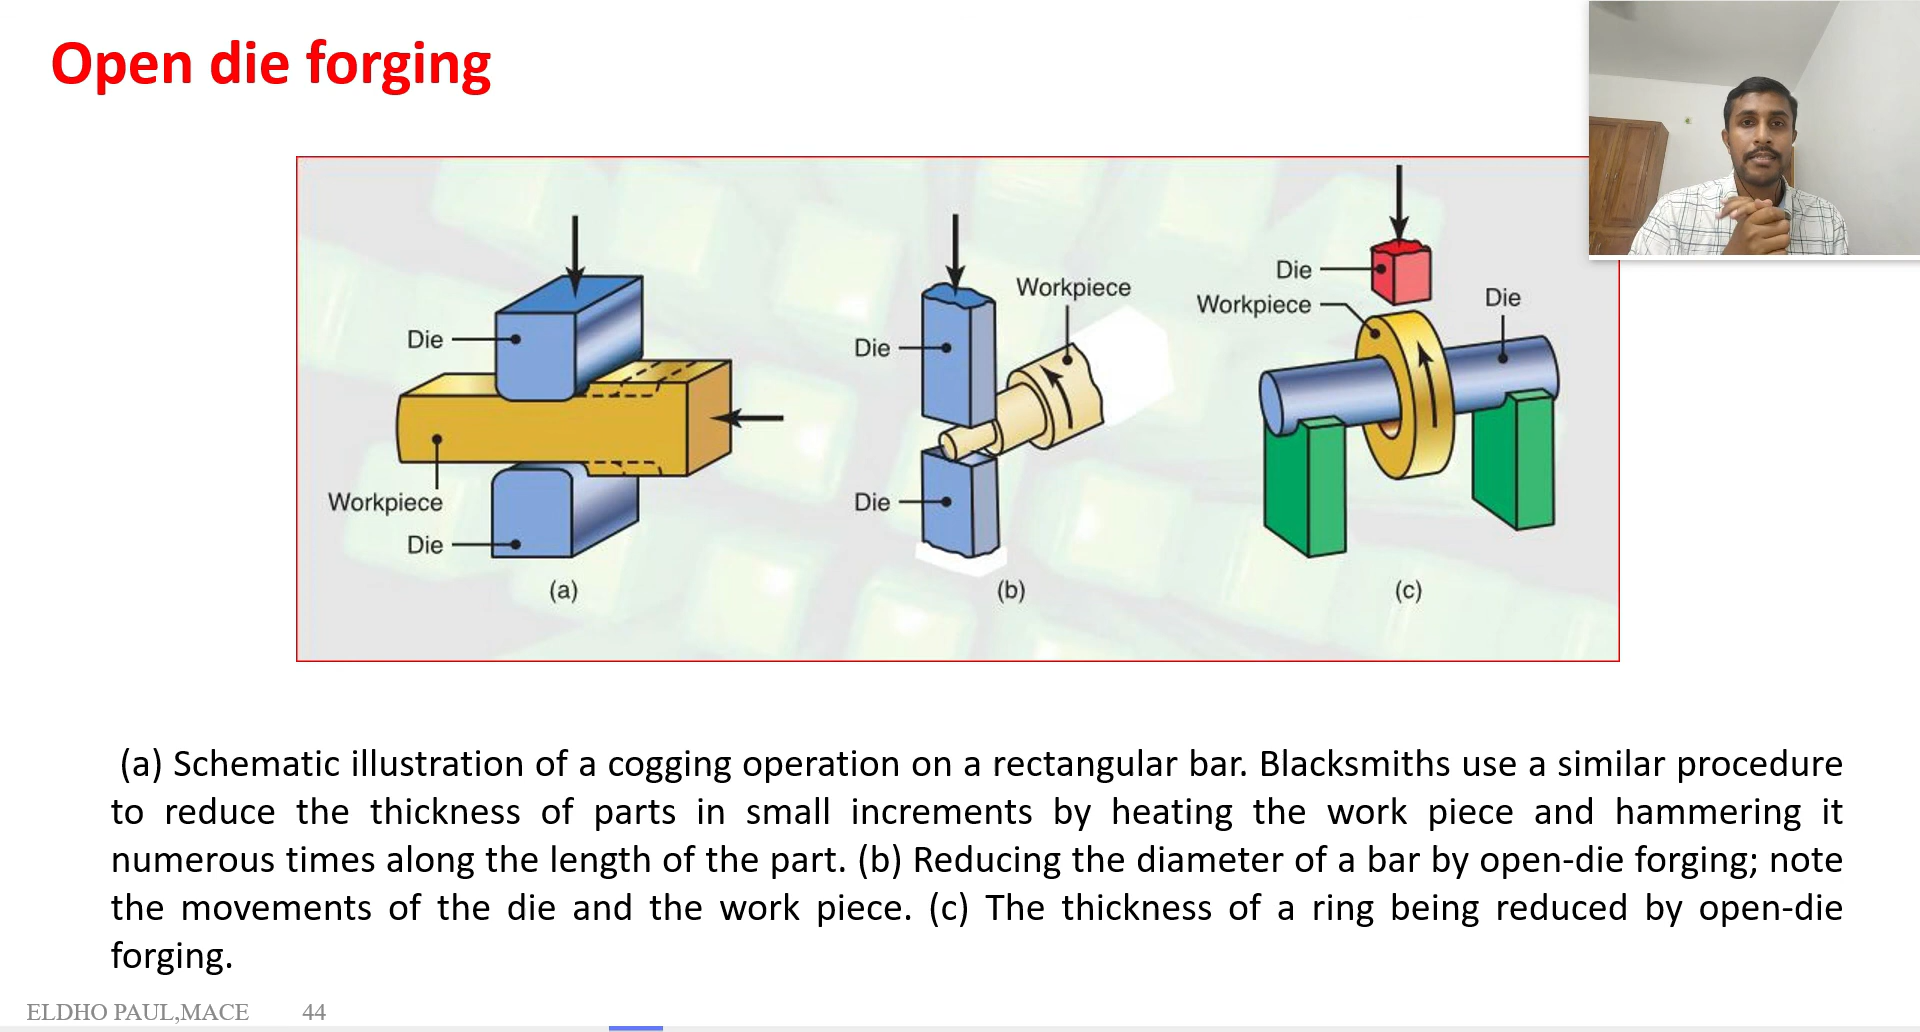 Open die forging
Die
Workpiece
Die
(a)
Workpiece
Die
Die
(b)
Die
Workpiece
Die
(c)
(a) Schematic illustration of a cogging operation on a rectangular bar. Blacksmiths use a similar procedure
to reduce the thickness of parts in small increments by heating the work piece and hammering it
numerous times along the length of the part. (b) Reducing the diameter of a bar by open-die forging; note
the movements of the die and the work piece. (c) The thickness of a ring being reduced by open-die
forging.
ELDHO PAUL,MACE 44